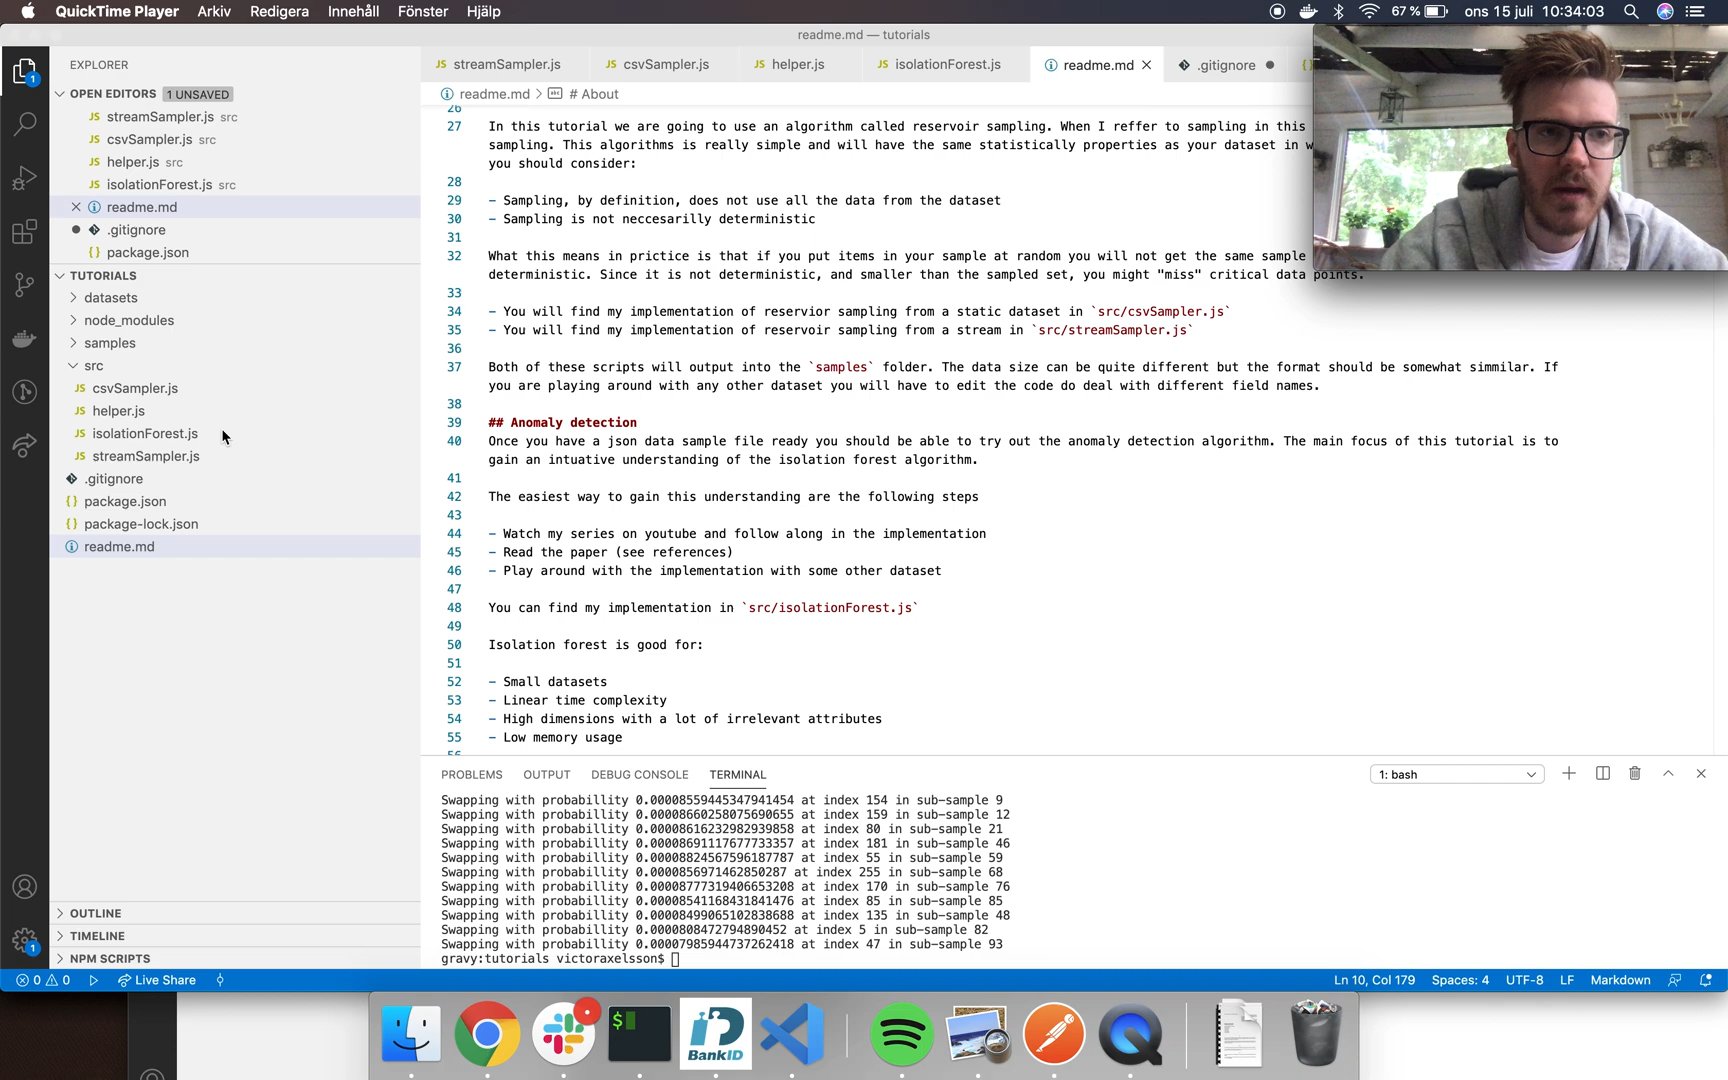 QuickTime Player Arkiv Redigera Innehåll Fönster Hjälp 67 % ons 15 juli 10:34:03
readme.md — tutorials
EXPLORER
OPEN EDITORS 1 UNSAVED
JS streamSampler.js src
JS csvSampler.js src
JS helper.js src
JS isolationForest.js src
readme.md
.gitignore
{} package.json
TUTORIALS
datasets
node_modules
samples
src
JS csvSampler.js
JS helper.js
JS isolationForest.js
JS streamSampler.js
.gitignore
{} package.json
{} package-lock.json
readme.md
OUTLINE
TIMELINE
NPM SCRIPTS
1
1
JS streamSampler.js JS csvSampler.js JS helper.js JS isolationForest.js readme.md .gitignore
readme.md > # About
26
27 In this tutorial we are going to use an algorithm called reservoir sampling. When I reffer to sampling in this
sampling. This algorithms is really simple and will have the same statistically properties as your dataset in w
you should consider:
28
29 - Sampling, by definition, does not use all the data from the dataset
30 - Sampling is not neccesarilly deterministic
31
32 What this means in prictice is that if you put items in your sample at random you will not get the same sample
deterministic. Since it is not deterministic, and smaller than the sampled set, you might "miss" critical data points.
33
34 - You will find my implementation of reservior sampling from a static dataset in `src/csvSampler.js`
35 - You will find my implementation of reservoir sampling from a stream in `src/streamSampler.js`
36
37 Both of these scripts will output into the `samples` folder. The data size can be quite different but the format should be somewhat simmilar. If
you are playing around with any other dataset you will have to edit the code do deal with different field names.
38
39 ## Anomaly detection
40 Once you have a json data sample file ready you should be able to try out the anomaly detection algorithm. The main focus of this tutorial is to
gain an intuative understanding of the isolation forest algorithm.
41
42 The easiest way to gain this understanding are the following steps
43
44 - Watch my series on youtube and follow along in the implementation
45 - Read the paper (see references)
46 - Play around with the implementation with some other dataset
47
48 You can find my implementation in `src/isolationForest.js`
49
50 Isolation forest is good for:
51
52 - Small datasets
53 - Linear time complexity
54 - High dimensions with a lot of irrelevant attributes
55 - Low memory usage
56
PROBLEMS OUTPUT DEBUG CONSOLE TERMINAL 1: bash
Swapping with probabillity 0.00008559445347941454 at index 154 in sub-sample 9
Swapping with probabillity 0.00008660258075690655 at index 159 in sub-sample 12
Swapping with probabillity 0.00008616232982939858 at index 80 in sub-sample 21
Swapping with probabillity 0.00008691117677733357 at index 181 in sub-sample 46
Swapping with probabillity 0.00008824567596187787 at index 55 in sub-sample 59
Swapping with probabillity 0.0000856971462850287 at index 255 in sub-sample 68
Swapping with probabillity 0.00008777319406653208 at index 170 in sub-sample 76
Swapping with probabillity 0.00008541168431841476 at index 85 in sub-sample 85
Swapping with probabillity 0.00008499065102838688 at index 135 in sub-sample 48
Swapping with probabillity 0.0000808472794890452 at index 5 in sub-sample 82
Swapping with probabillity 0.00007985944737262418 at index 47 in sub-sample 93
gravy:tutorials victoraxelsson$
0 0 Live Share Ln 10, Col 179 Spaces: 4 UTF-8 LF Markdown
$
BankID